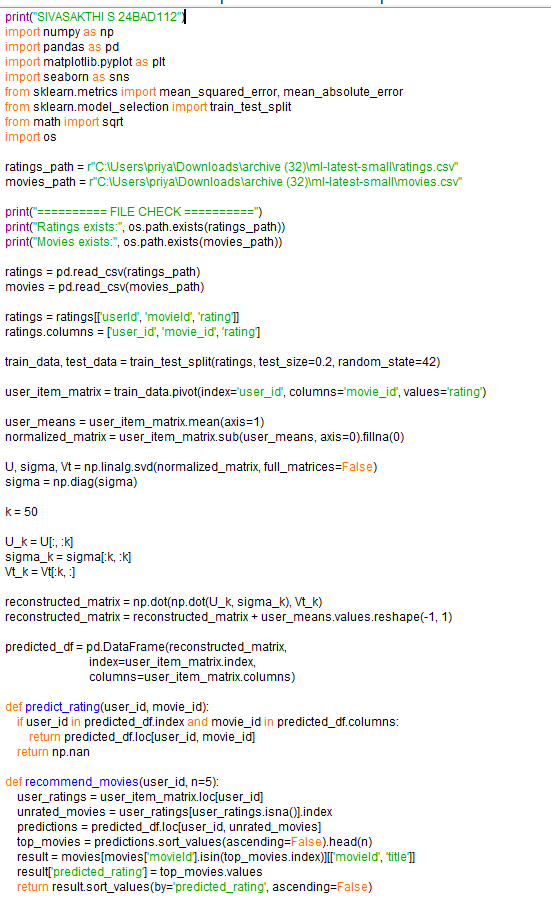 print("SIVASAKTHI S 24BAD112")
import numpy as np
import pandas as pd
import matplotlib.pyplot as plt
import seaborn as sns
from sklearn.metrics import mean_squared_error, mean_absolute_error
from sklearn.model_selection import train_test_split
from math import sqrt
import os

ratings_path = r"C:\Users\priya\Downloads\archive (32)\ml-latest-small\ratings.csv"
movies_path = r"C:\Users\priya\Downloads\archive (32)\ml-latest-small\movies.csv"

print("========== FILE CHECK ==========")
print("Ratings exists:", os.path.exists(ratings_path))
print("Movies exists:", os.path.exists(movies_path))

ratings = pd.read_csv(ratings_path)
movies = pd.read_csv(movies_path)

ratings = ratings[['userId', 'movieId', 'rating']]
ratings.columns = ['user_id', 'movie_id', 'rating']

train_data, test_data = train_test_split(ratings, test_size=0.2, random_state=42)

user_item_matrix = train_data.pivot(index='user_id', columns='movie_id', values='rating')

user_means = user_item_matrix.mean(axis=1)
normalized_matrix = user_item_matrix.sub(user_means, axis=0).fillna(0)

U, sigma, Vt = np.linalg.svd(normalized_matrix, full_matrices=False)
sigma = np.diag(sigma)

k = 50

U_k = U[:, :k]
sigma_k = sigma[:k, :k]
Vt_k = Vt[:k, :]

reconstructed_matrix = np.dot(np.dot(U_k, sigma_k), Vt_k)
reconstructed_matrix = reconstructed_matrix + user_means.values.reshape(-1, 1)

predicted_df = pd.DataFrame(reconstructed_matrix,
                            index=user_item_matrix.index,
                            columns=user_item_matrix.columns)

def predict_rating(user_id, movie_id):
    if user_id in predicted_df.index and movie_id in predicted_df.columns:
        return predicted_df.loc[user_id, movie_id]
    return np.nan

def recommend_movies(user_id, n=5):
    user_ratings = user_item_matrix.loc[user_id]
    unrated_movies = user_ratings[user_ratings.isna()].index
    predictions = predicted_df.loc[user_id, unrated_movies]
    top_movies = predictions.sort_values(ascending=False).head(n)
    result = movies[movies['movieId'].isin(top_movies.index)][['movieId', 'title']]
    result['predicted_rating'] = top_movies.values
    return result.sort_values(by='predicted_rating', ascending=False)